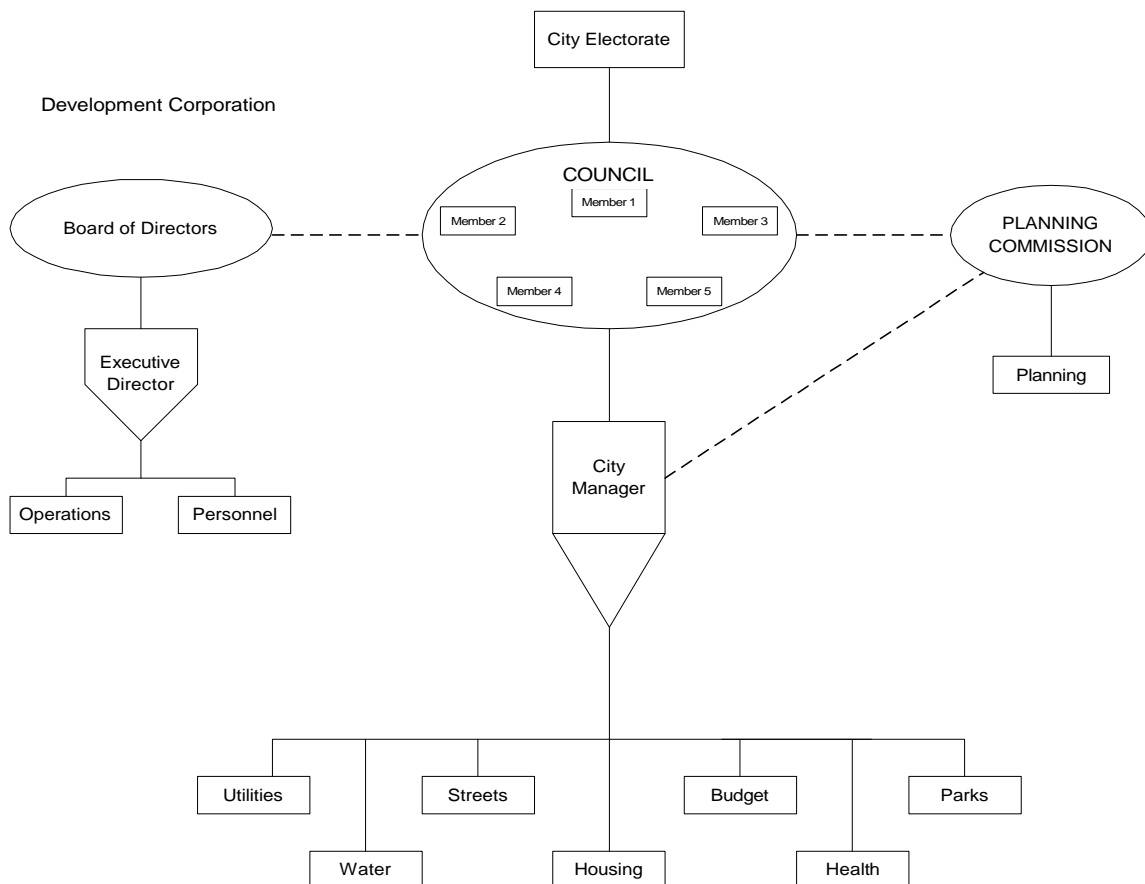 City Electorate
Development Corporation
COUNCIL
Member 1
Member 2
Member 3
Board of Directors
PLANNING
COMMISSION
Member 4
Member 5
Executive
Director
Planning
City
Manager
Operations
Personnel
Utilities
Streets
Budget
Parks
Water
Housing
Health